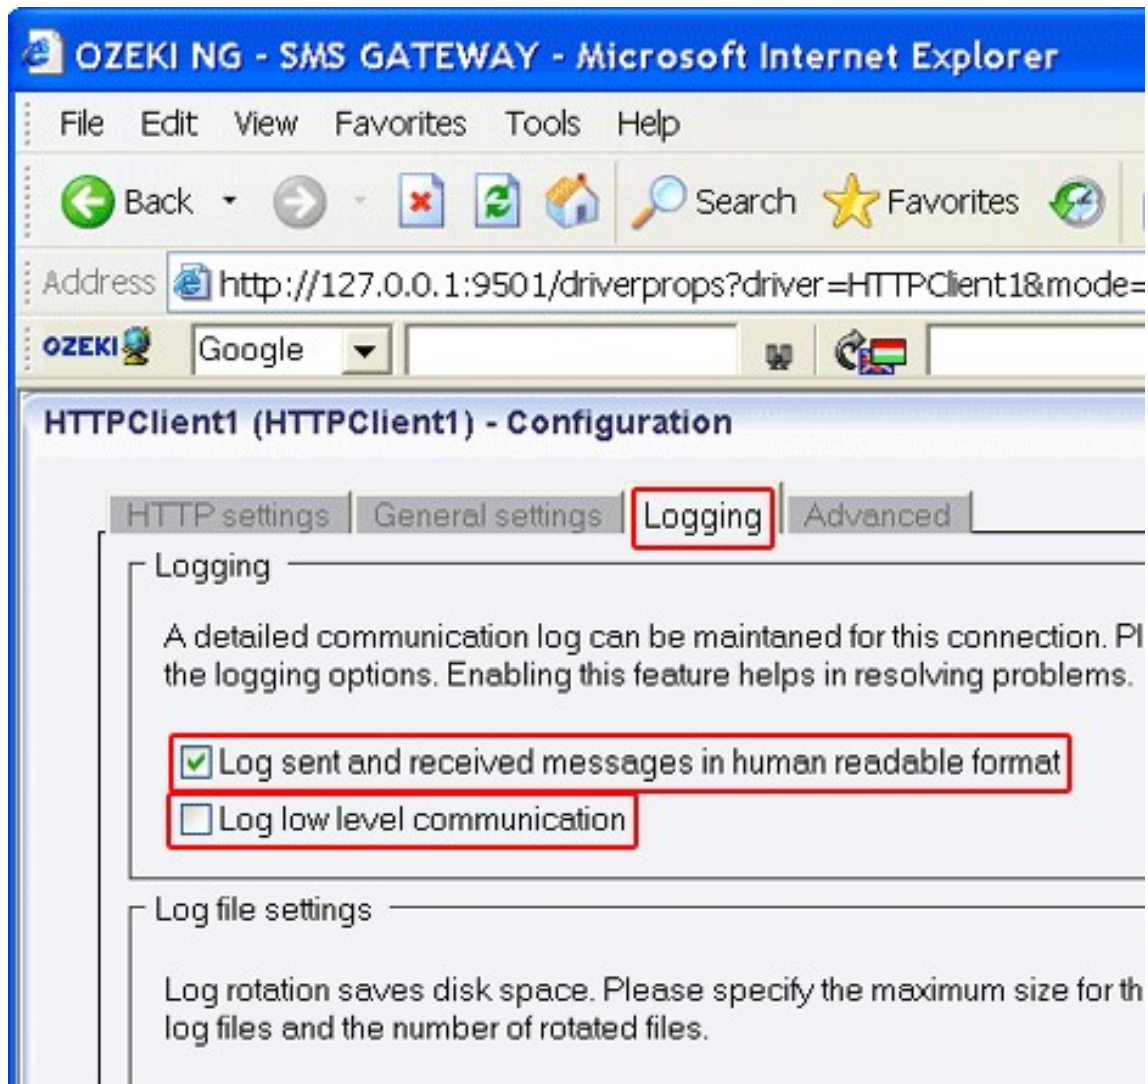 OZEKI NG - SMS GATEWAY - Microsoft Internet Explorer
File Edit View Favorites Tools Help
Back Search Favorites
Address http://127.0.0.1:9501/driverprops?driver=HTTPClient1&mode=
OZEKI Google
HTTPClient1 (HTTPClient1) - Configuration
HTTP settings General settings Logging Advanced
Logging
A detailed communication log can be maintaned for this connection. Pl
the logging options. Enabling this feature helps in resolving problems.
Log sent and received messages in human readable format
Log low level communication
Log file settings
Log rotation saves disk space. Please specify the maximum size for th
log files and the number of rotated files.